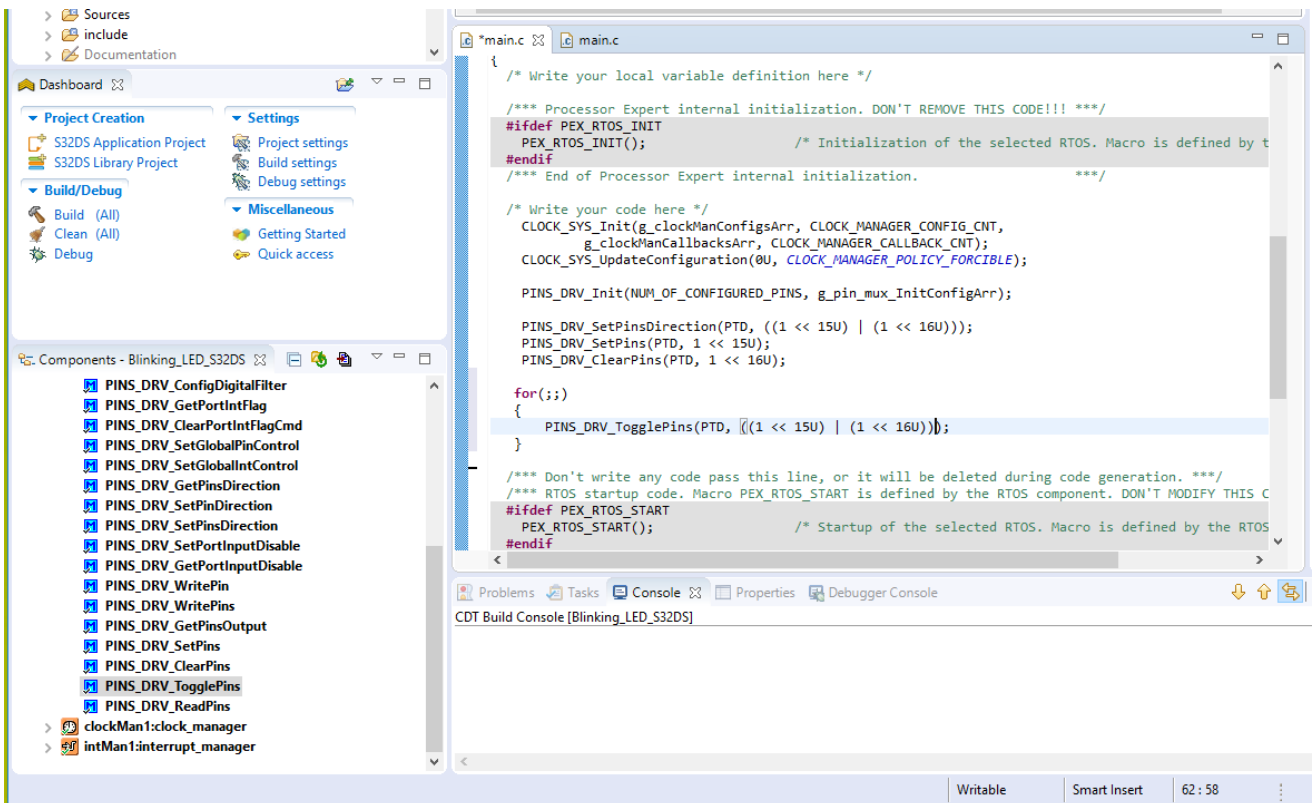 Sources
include
Documentation
Dashboard
Project Creation
S32DS Application Project
S32DS Library Project
Build/Debug
Build (All)
Clean (All)
Debug
Settings
Project settings
Build settings
Debug settings
Miscellaneous
Getting Started
Quick access
Components - Blinking_LED_S32DS
PINS_DRV_ConfigDigitalFilter
PINS_DRV_GetPortIntFlag
PINS_DRV_ClearPortIntFlagCmd
PINS_DRV_SetGlobalPinControl
PINS_DRV_SetGlobalIntControl
PINS_DRV_GetPinsDirection
PINS_DRV_SetPinDirection
PINS_DRV_SetPinsDirection
PINS_DRV_SetPortInputDisable
PINS_DRV_GetPortInputDisable
PINS_DRV_WritePin
PINS_DRV_WritePins
PINS_DRV_GetPinsOutput
PINS_DRV_SetPins
PINS_DRV_ClearPins
PINS_DRV_TogglePins
PINS_DRV_ReadPins
clockMan1:clock_manager
intMan1:interrupt_manager
*main.c main.c
{
/* Write your local variable definition here */
/*** Processor Expert internal initialization. DON'T REMOVE THIS CODE!!! ***/
#ifdef PEX_RTOS_INIT
PEX_RTOS_INIT(); /* Initialization of the selected RTOS. Macro is defined by t
#endif
/*** End of Processor Expert internal initialization. ***/
/* Write your code here */
CLOCK_SYS_Init(g_clockManConfigsArr, CLOCK_MANAGER_CONFIG_CNT,
g_clockManCallbacksArr, CLOCK_MANAGER_CALLBACK_CNT);
CLOCK_SYS_UpdateConfiguration(0U, CLOCK_MANAGER_POLICY_FORCIBLE);
PINS_DRV_Init(NUM_OF_CONFIGURED_PINS, g_pin_mux_InitConfigArr);
PINS_DRV_SetPinsDirection(PTD, ((1 << 15U) | (1 << 16U)));
PINS_DRV_SetPins(PTD, 1 << 15U);
PINS_DRV_ClearPins(PTD, 1 << 16U);
for(;;)
{
PINS_DRV_TogglePins(PTD, ((1 << 15U) | (1 << 16U)));
}
/*** Don't write any code pass this line, or it will be deleted during code generation. ***/
/*** RTOS startup code. Macro PEX_RTOS_START is defined by the RTOS component. DON'T MODIFY THIS C
#ifdef PEX_RTOS_START
PEX_RTOS_START(); /* Startup of the selected RTOS. Macro is defined by the RTOS
#endif
Problems Tasks Console Properties Debugger Console
CDT Build Console [Blinking_LED_S32DS]
Writable Smart Insert 62 : 58